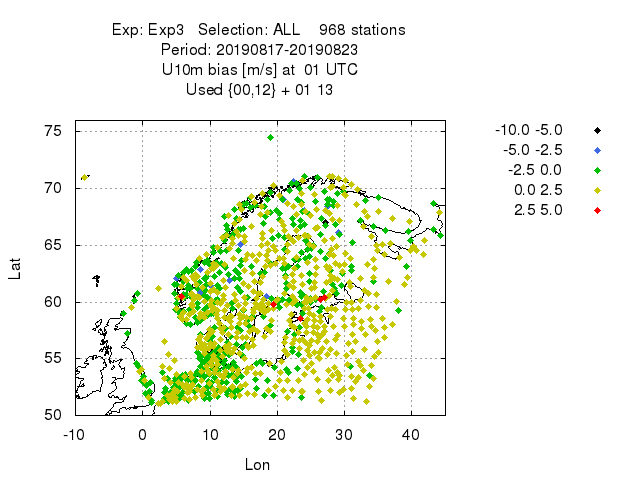 Exp: Exp3   Selection: ALL    968 stations
Period: 20190817-20190823
U10m bias [m/s] at  01 UTC
Used {00,12} + 01 13
-10.0 -5.0
-5.0 -2.5
-2.5 0.0
0.0 2.5
2.5 5.0
75
70
65
60
55
50
Lat
-10 0 10 20 30 40
Lon